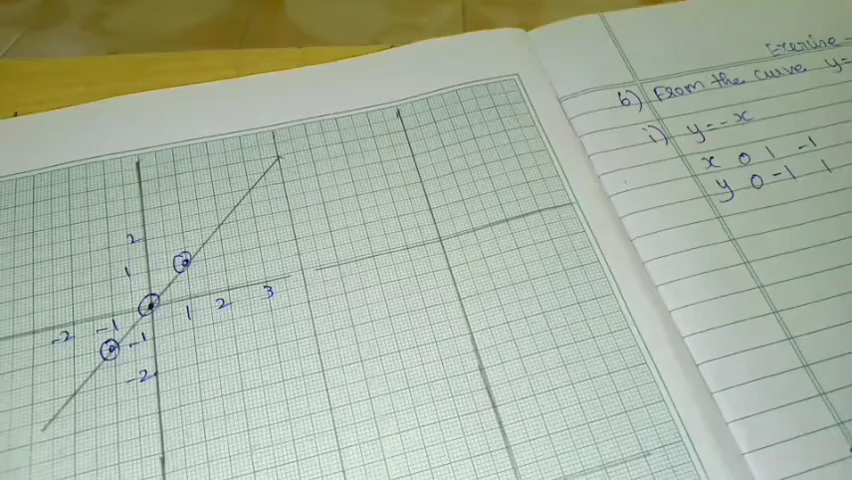 2
1
1 2 3
-2 -1
-1
-2
Exercise
b) From the curve y=
i) y=-x
x 0 1 -1
y 0 -1 1